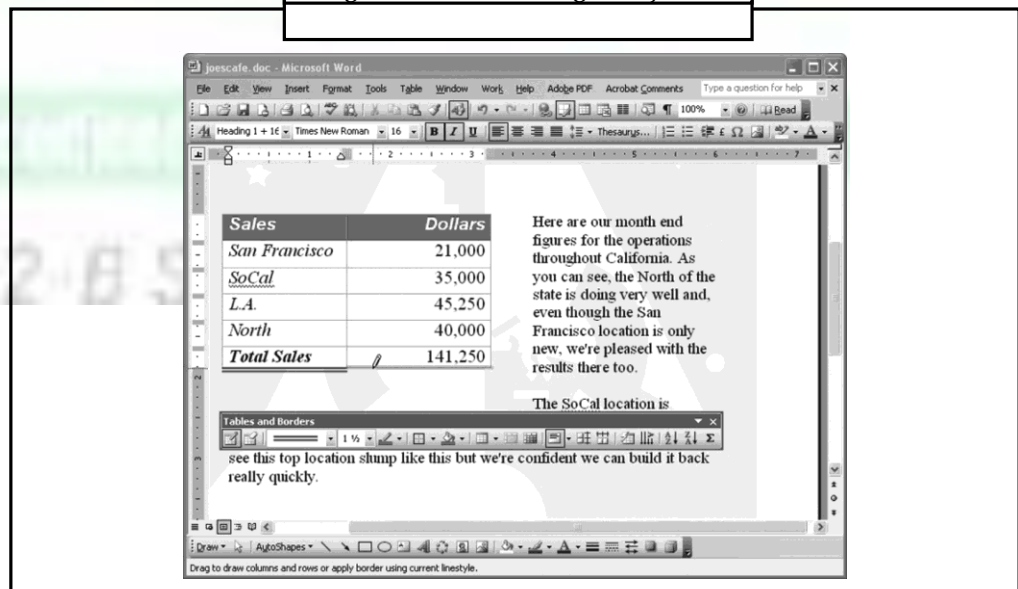 joescafe.doc - Microsoft Word
File Edit View Insert Format Tools Table Window Work Help Adobe PDF Acrobat Comments Type a question for help
100% Read
Heading 1 + 16 Times New Roman 16 B I U Thesaurus...
1 2 3 4 5 6 7
Sales Dollars
San Francisco 21,000
SoCal 35,000
L.A. 45,250
North 40,000
Total Sales 141,250
Here are our month end
figures for the operations
throughout California. As
you can see, the North of the
state is doing very well and,
even though the San
Francisco location is only
new, we're pleased with the
results there too.
The SoCal location is
Tables and Borders
1 ½
see this top location slump like this but we're confident we can build it back
really quickly.
Draw AutoShapes
Drag to draw columns and rows or apply border using current linestyle.